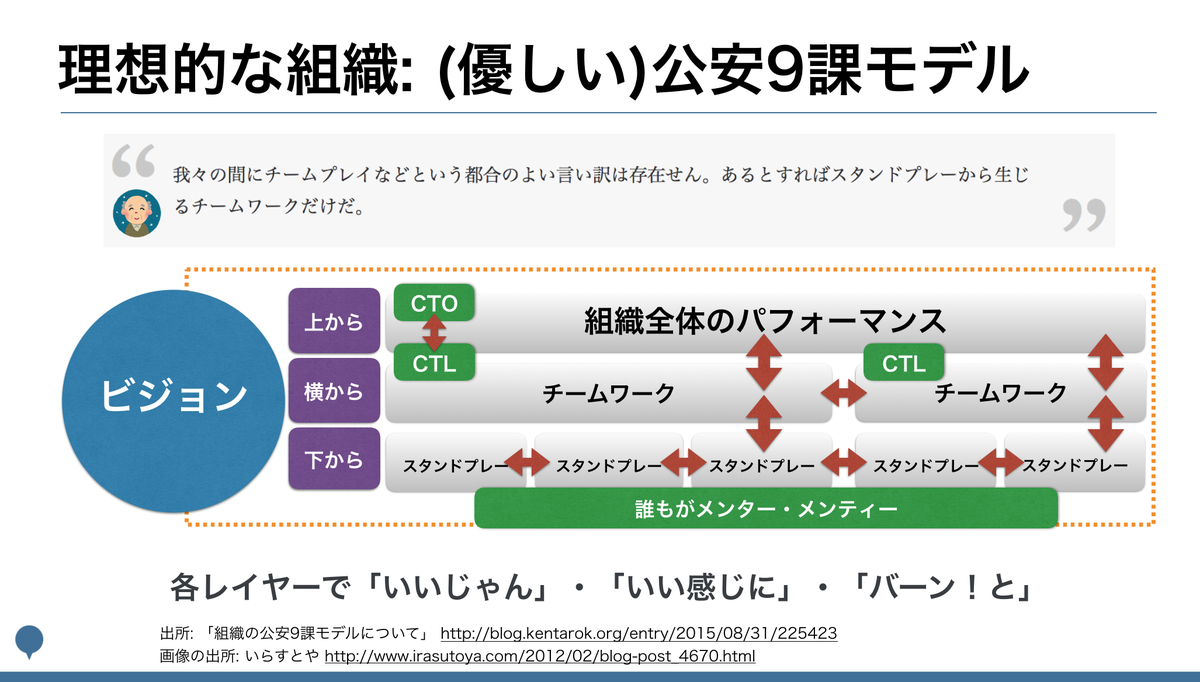 理想的な組織: (優しい)公安9課モデル
“
我々の間にチームプレイなどという都合のよい言い訳は存在せん。あるとすればスタンドプレーから生じ
るチームワークだけだ。
”
ビジョン
上から
CTO
組織全体のパフォーマンス
CTL
CTL
横から
チームワーク
チームワーク
下から
スタンドプレー
スタンドプレー
スタンドプレー
スタンドプレー
スタンドプレー
誰もがメンター・メンティー
各レイヤーで「いいじゃん」・「いい感じに」・「バーン！と」
出所: 「組織の公安9課モデルについて」 http://blog.kentarok.org/entry/2015/08/31/225423
画像の出所: いらすとや http://www.irasutoya.com/2012/02/blog-post_4670.html